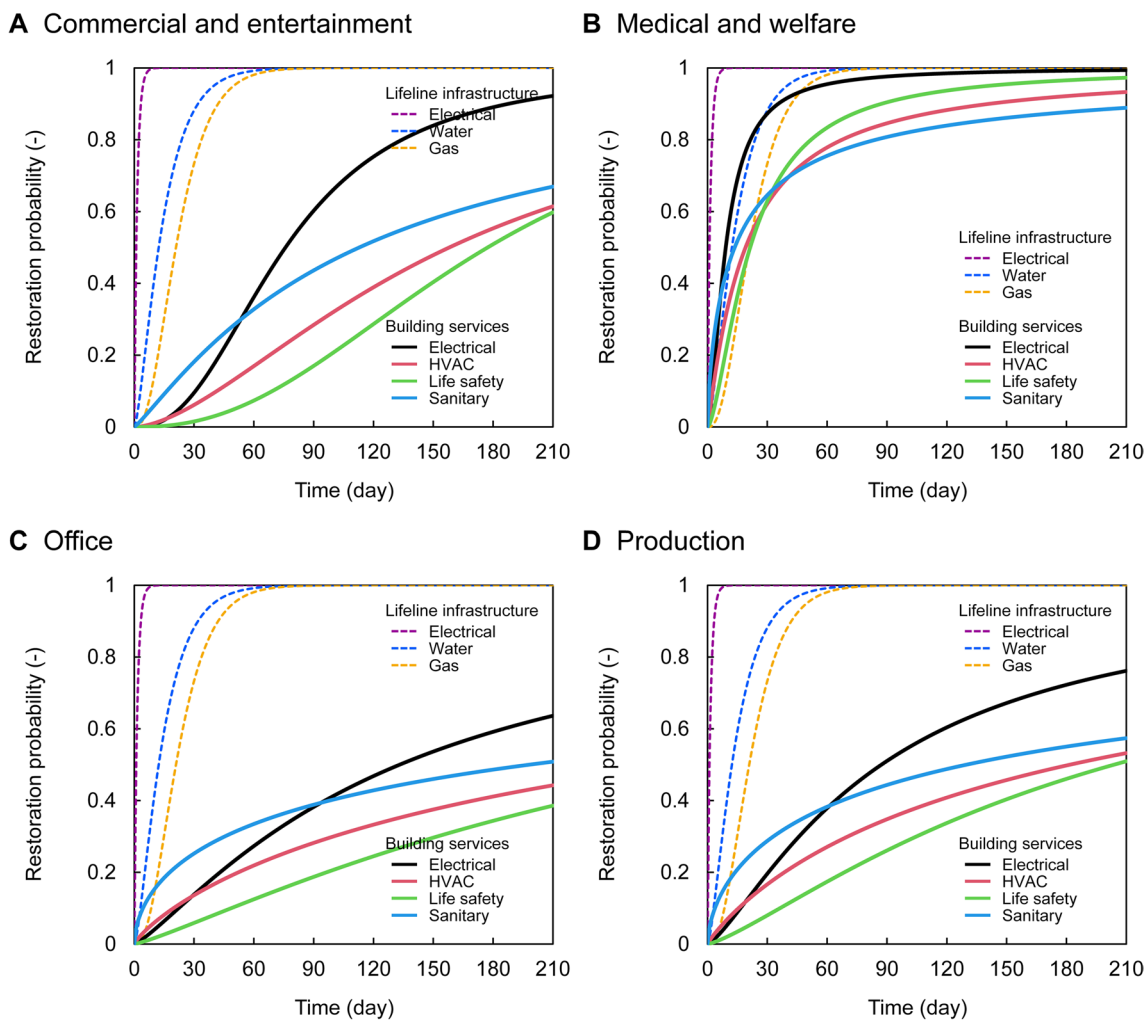 A Commercial and entertainment
1
0.8
0.6
0.4
0.2
0
0 30 60 90 120 150 180 210
Restoration probability (-)
Time (day)
Lifeline infrastructure
Electrical
Water
Gas
Building services
Electrical
HVAC
Life safety
Sanitary
B Medical and welfare
1
0.8
0.6
0.4
0.2
0
0 30 60 90 120 150 180 210
Restoration probability (-)
Time (day)
Lifeline infrastructure
Electrical
Water
Gas
Building services
Electrical
HVAC
Life safety
Sanitary
C Office
1
0.8
0.6
0.4
0.2
0
0 30 60 90 120 150 180 210
Restoration probability (-)
Time (day)
Lifeline infrastructure
Electrical
Water
Gas
Building services
Electrical
HVAC
Life safety
Sanitary
D Production
1
0.8
0.6
0.4
0.2
0
0 30 60 90 120 150 180 210
Restoration probability (-)
Time (day)
Lifeline infrastructure
Electrical
Water
Gas
Building services
Electrical
HVAC
Life safety
Sanitary